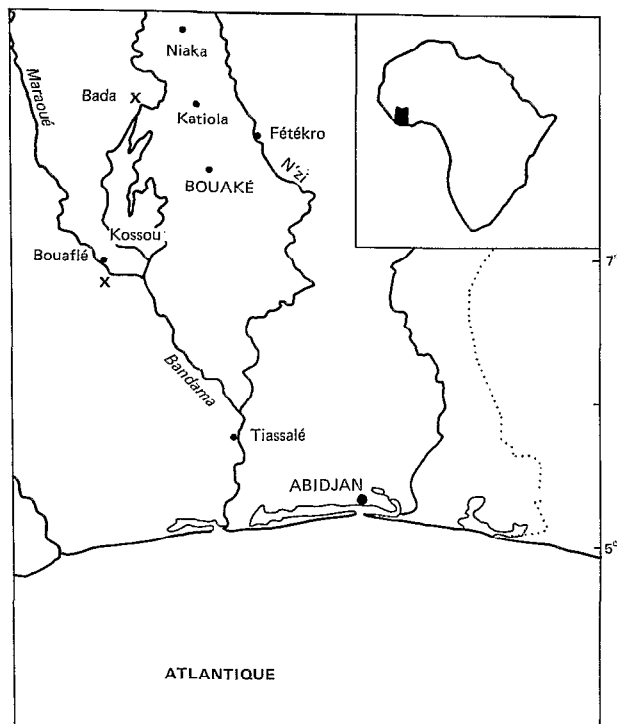 Niaka
Maraoué
Bada x
Katiola
Fétékro
N'zi
BOUAKÉ
Kossou
Bouaflé
x
7°
Bandama
Tiassalé
ABIDJAN
5°
ATLANTIQUE